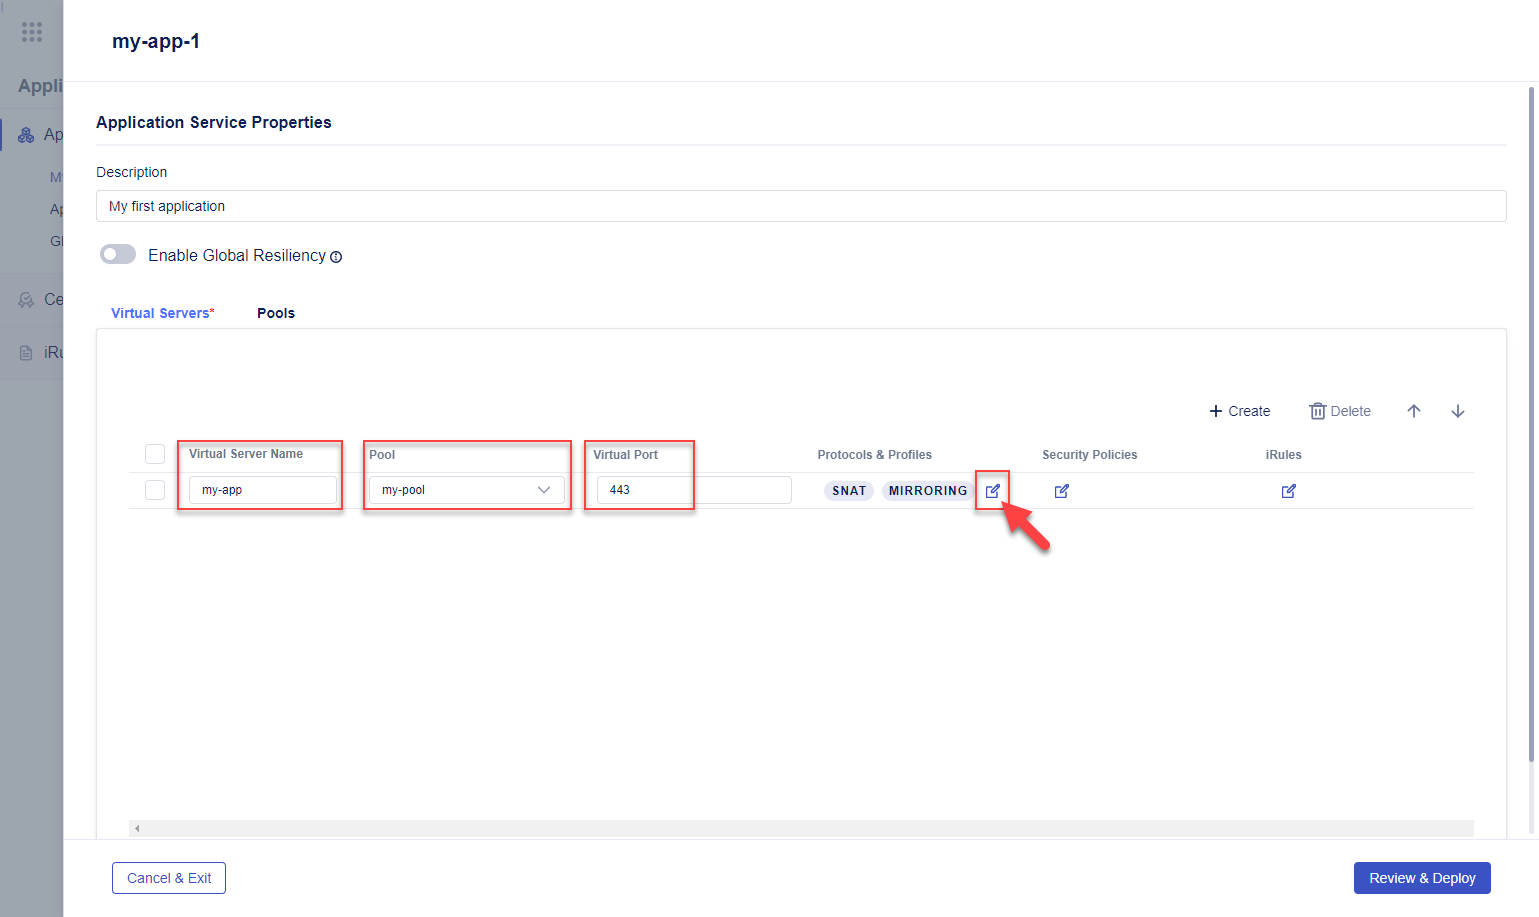 my-app-1
Appli
Application Service Properties
Ap
Description
M
My first application
Ap
Gl
Enable Global Resiliency
Ce
Virtual Servers* Pools
iRu
Create Delete
Virtual Server Name Pool Virtual Port Protocols & Profiles Security Policies iRules
my-app my-pool 443 SNAT MIRRORING
Cancel & Exit Review & Deploy